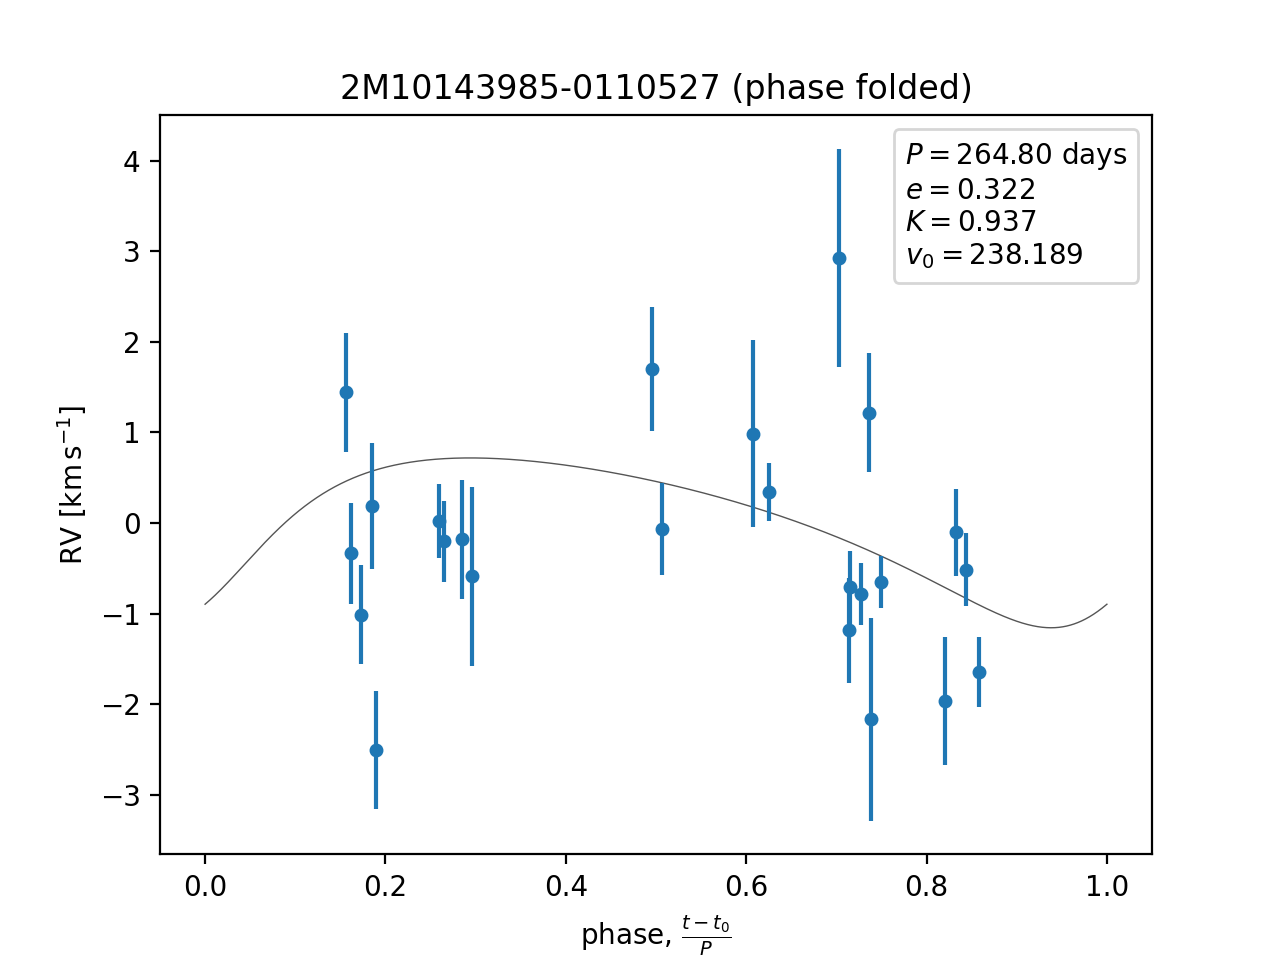 2M10143985-0110527 (phase folded)
P = 264.80 days
e = 0.322
K = 0.937
v₀ = 238.189
4
3
2
1
0
−1
−2
−3
RV [km s⁻¹]
0.0 0.2 0.4 0.6 0.8 1.0
phase, (t − t₀)/P